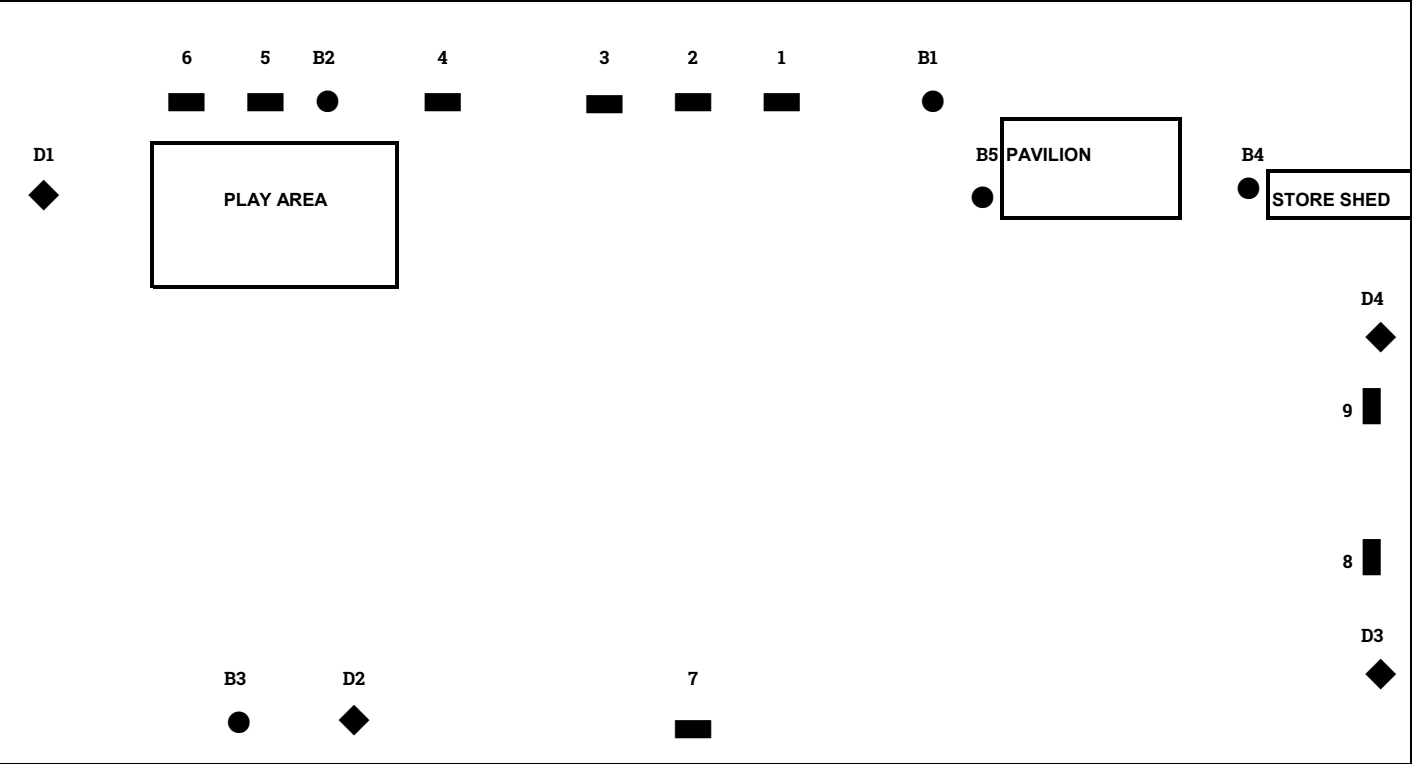 6 5 B2 4 3 2 1 B1
D1 B5 PAVILION B4
PLAY AREA STORE SHED
D4
9
8
D3
B3 D2 7